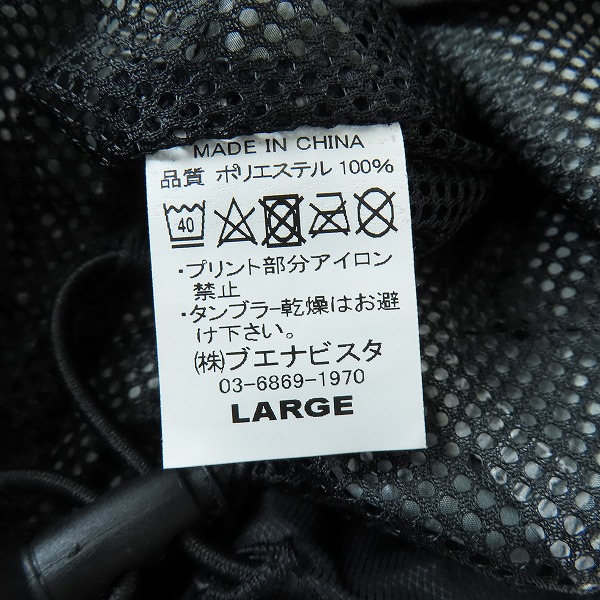 MADE IN CHINA
品質 ポリエステル 100%
40
・プリント部分アイロン
禁止
・タンブラー乾燥はお避
け下さい。
(株)ブエナビスタ
03-6869-1970
LARGE